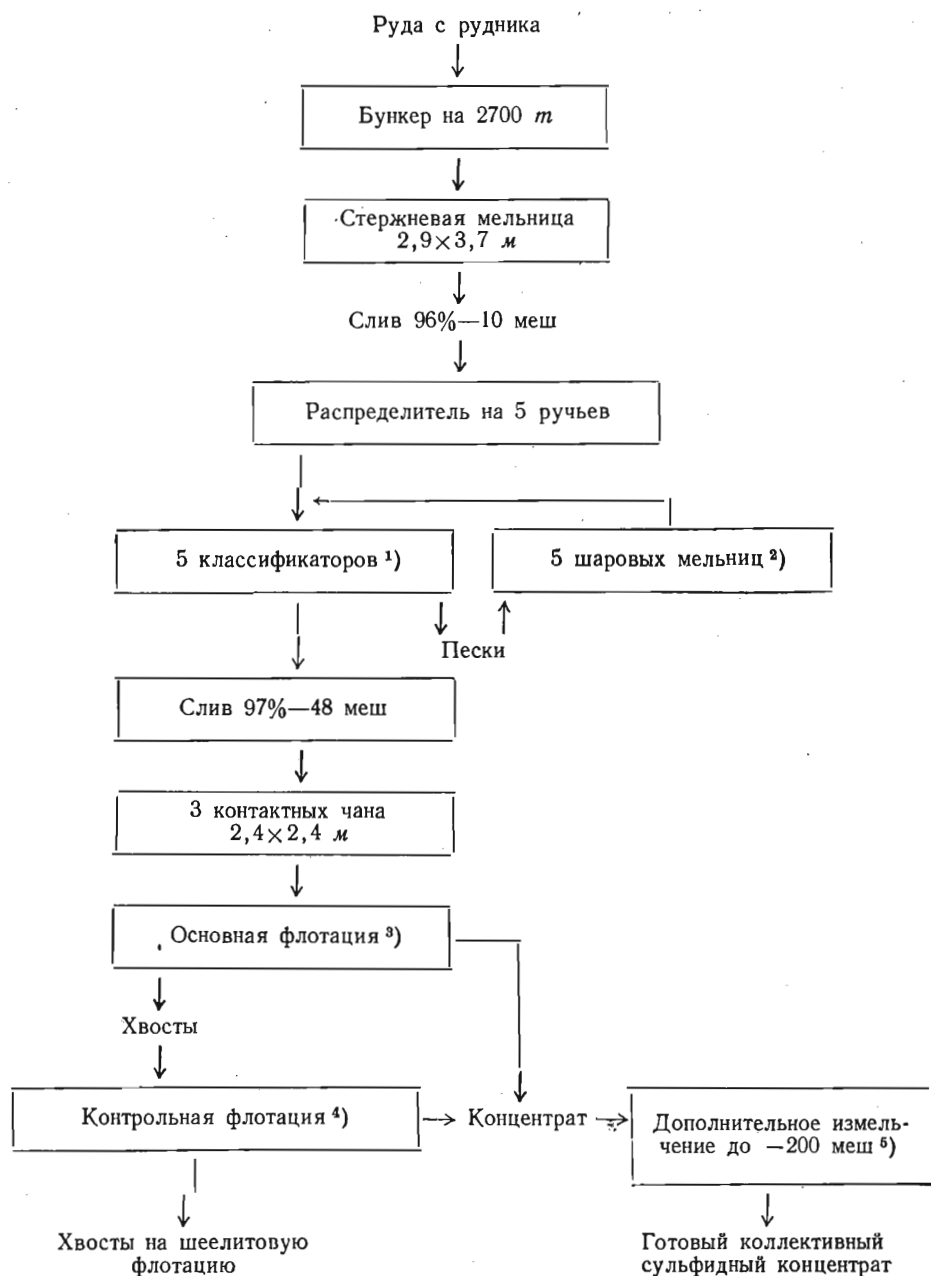 Руда с рудника
Бункер на 2700 т
Стержневая мельница
2,9×3,7 м
Слив 96%—10 меш
Распределитель на 5 ручьев
5 классификаторов ¹)
5 шаровых мельниц ²)
Пески
Слив 97%—48 меш
3 контактных чана
2,4×2,4 м
Основная флотация ³)
Хвосты
Контрольная флотация ⁴)
Концентрат
Дополнительное измель-
чение до —200 меш ⁵)
Хвосты на шеелитовую
флотацию
Готовый коллективный
сульфидный концентрат